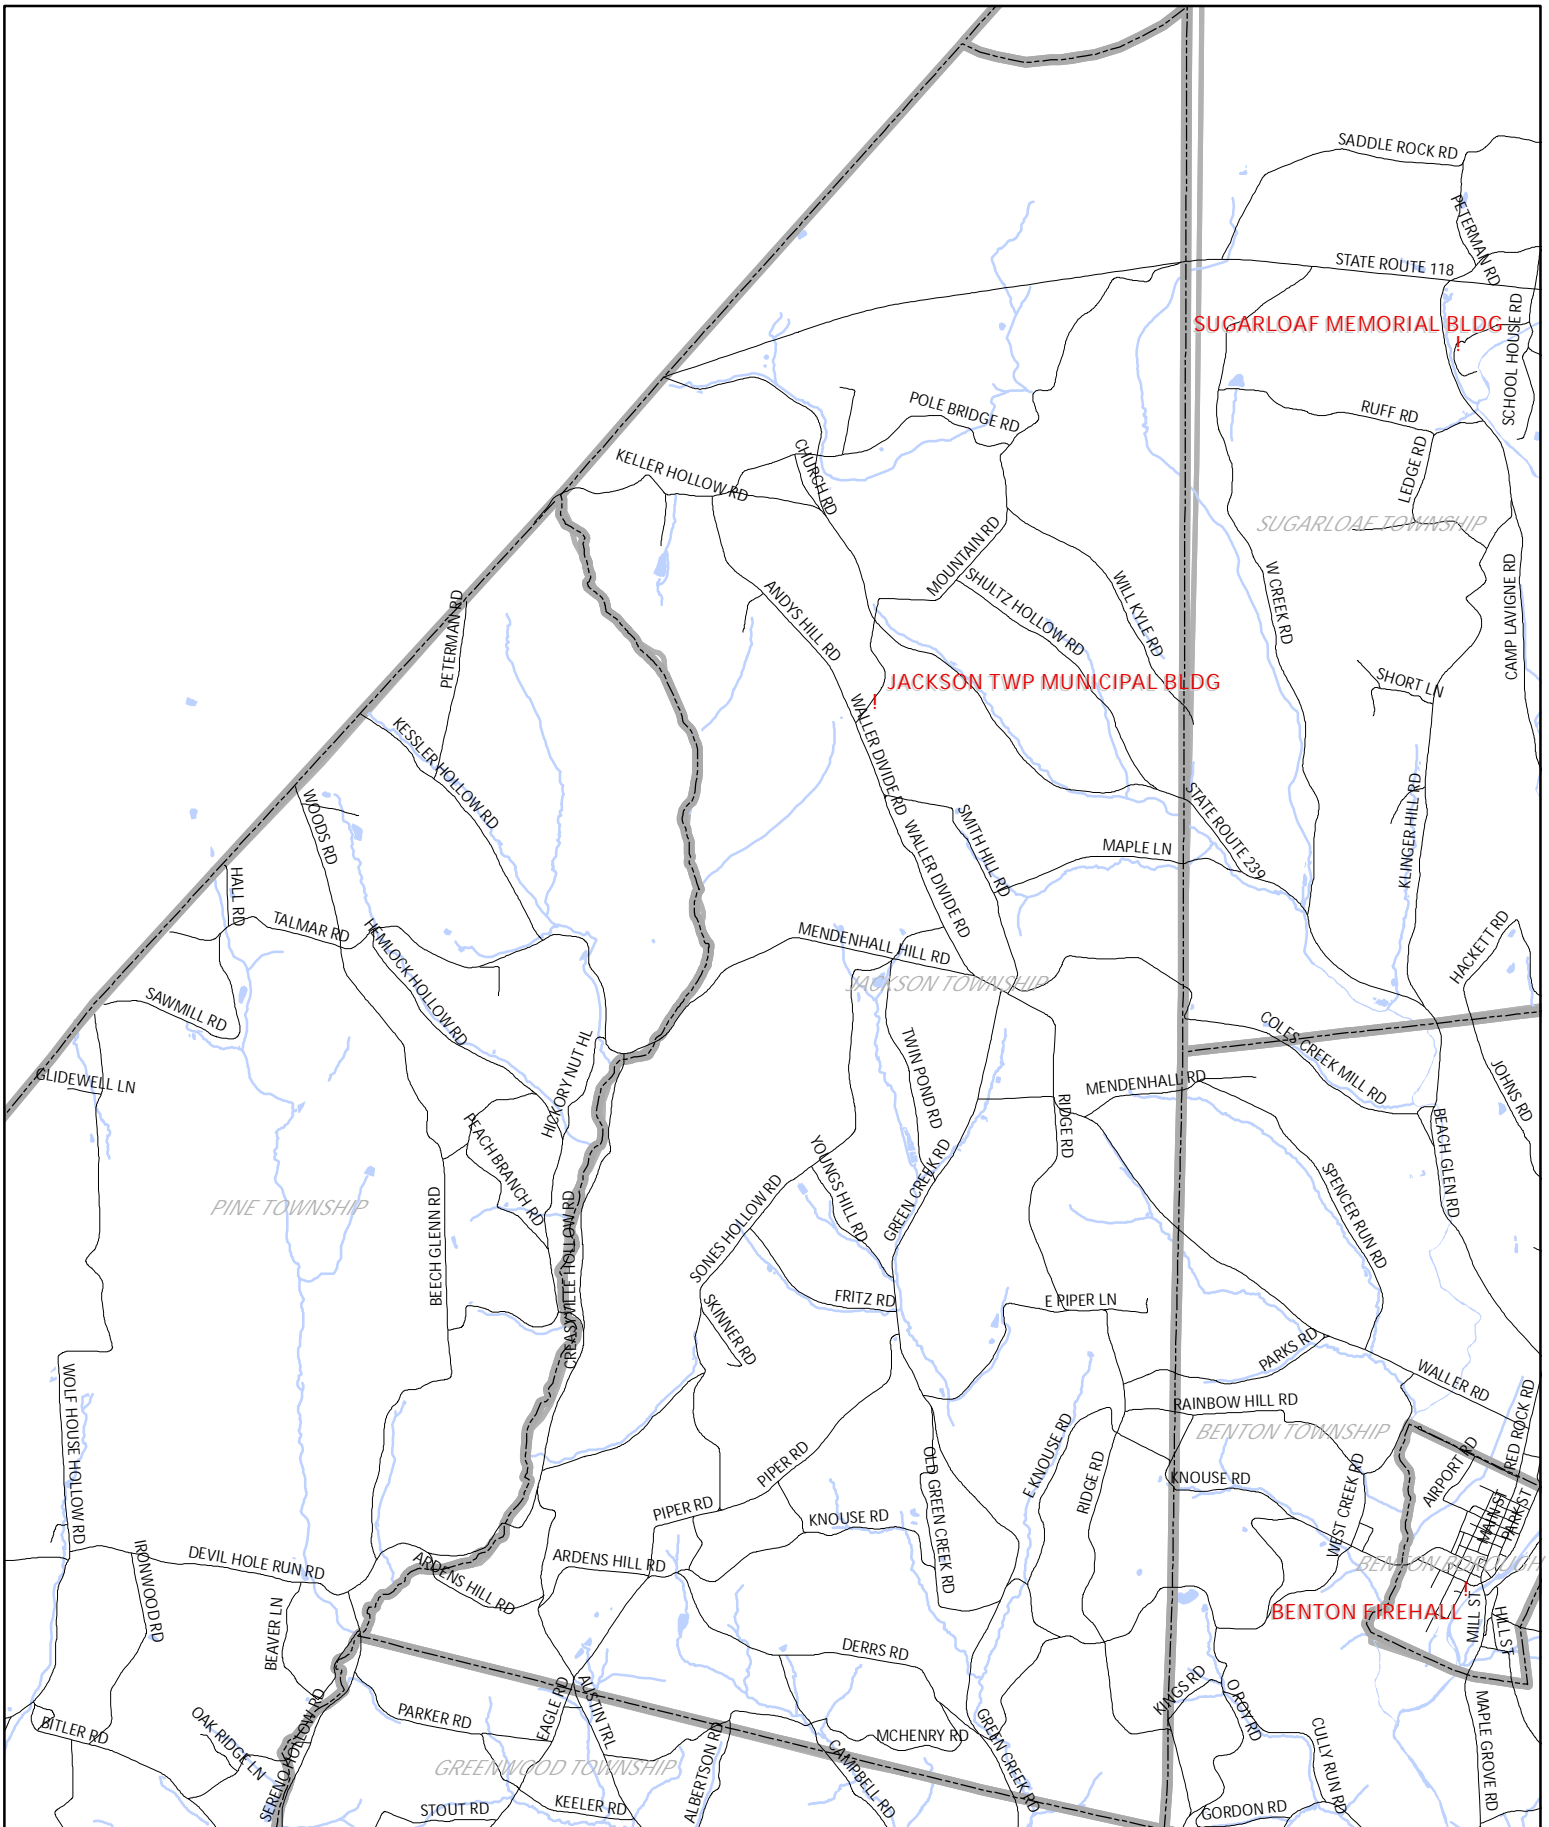 SADDLE ROCK RD
PETERMAN RD
STATE ROUTE 118
SUGARLOAF MEMORIAL BLDG
!
SCHOOL HOUSE RD
POLE BRIDGE RD
RUFF RD
KELLER HOLLOW RD
CHURCH RD
LEDGE RD
SUGARLOAF TOWNSHIP
MOUNTAIN RD
SHULTZ HOLLOW RD
WILL KYLE RD
W CREEK RD
CAMP LAVIGNE RD
ANDYS HILL RD
PETERMAN RD
JACKSON TWP MUNICIPAL BLDG
!
SHORT LN
KESSLER HOLLOW RD
WALLER DIVIDE RD
WOODS RD
STATE ROUTE 239
KLINGER HILL RD
SMITH HILL RD
WALLER DIVIDE RD
MAPLE LN
HALL RD
TALMAR RD
HEMLOCK HOLLOW RD
MENDENHALL HILL RD
HACKETT RD
JACKSON TOWNSHIP
SAWMILL RD
COLES CREEK MILL RD
TWIN POND RD
HICKORY NUT HL
GLIDEWELL LN
MENDENHALL RD
JOHNS RD
RIDGE RD
PEACH BRANCH RD
YOUNGS HILL RD
GREEN CREEK RD
BEACH GLEN RD
SPENCER RUN RD
PINE TOWNSHIP
BEECH GLENN RD
CREASYVILLE HOLLOW RD
SONES HOLLOW RD
FRITZ RD
E PIPER LN
SKINNER RD
PARKS RD
WALLER RD
WOLF HOUSE HOLLOW RD
RAINBOW HILL RD
BENTON TOWNSHIP
RED ROCK RD
E KNOUSE RD
RIDGE RD
KNOUSE RD
AIRPORT RD
PIPER RD
OLD GREEN CREEK RD
WEST CREEK RD
MAIN ST
PARK ST
PIPER RD
KNOUSE RD
IRONWOOD RD
DEVIL HOLE RUN RD
ARDENS HILL RD
ARDENS HILL RD
BENTON BOROUGH
!
BENTON FIREHALL
MILL ST
HILL ST
BEAVER LN
DERRS RD
KINGS RD
O ROY RD
EAGLE RD
AUSTIN TRL
PARKER RD
BITLER RD
OAK RIDGE LN
SERENO HOLLOW RD
ALBERTSON RD
MCHENRY RD
GREEN CREEK RD
CAMPBELL RD
CULLY RUN RD
MAPLE GROVE RD
GREENWOOD TOWNSHIP
STOUT RD
KEELER RD
GORDON RD